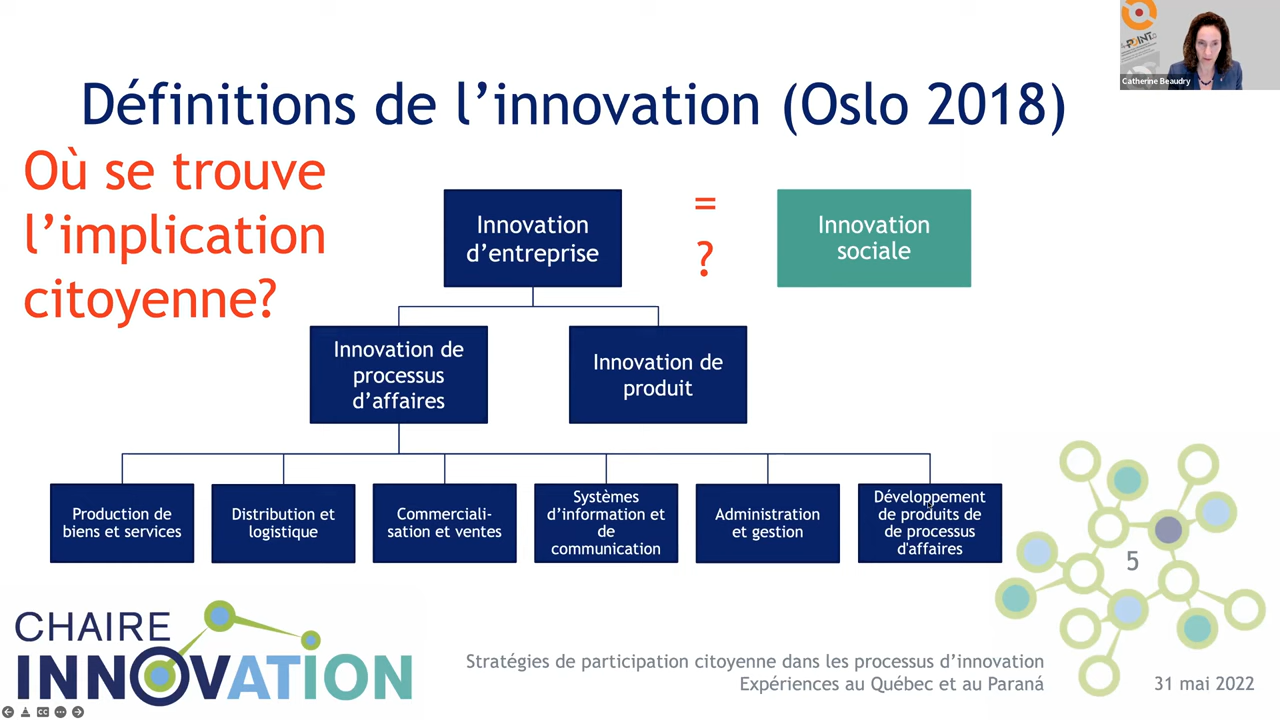 Définitions de l’innovation (Oslo 2018)
Où se trouve
l’implication
citoyenne?
Innovation
d’entreprise
=
?
Innovation
sociale
Innovation de
processus
d’affaires
Innovation de
produit
Production de
biens et services
Distribution et
logistique
Commerciali-
sation et ventes
Systèmes
d’information et
de
communication
Administration
et gestion
Développement
de produits de
de processus
d'affaires
5
CHAIRE
INNOVATION
Stratégies de participation citoyenne dans les processus d’innovation
Expériences au Québec et au Paraná
31 mai 2022
Catherine Beaudry